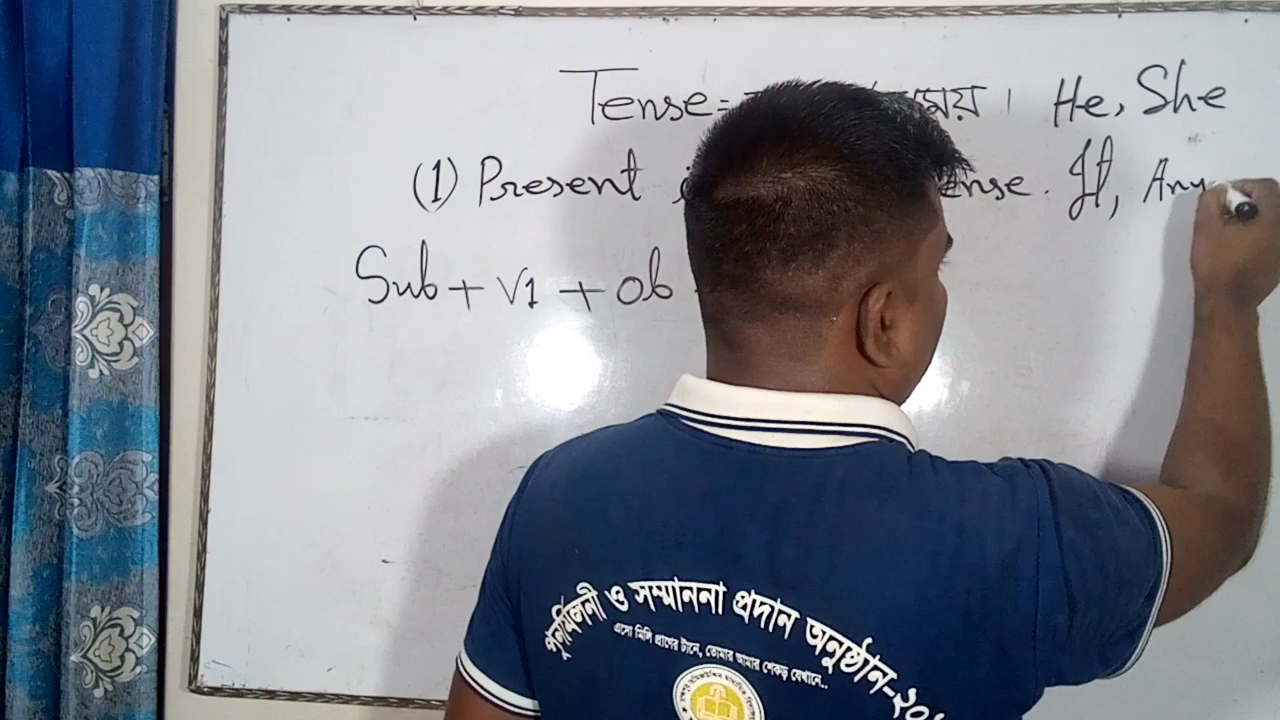 Tense = সময়। He, She
(1) Present ense. It, Any
Sub + V1 + ob
পুনর্মিলনী ও সম্মাননা প্রদান অনুষ্ঠান-২০
এসো মিলি প্রাণের টানে, তোমার আমার শেকড় যেখানে..